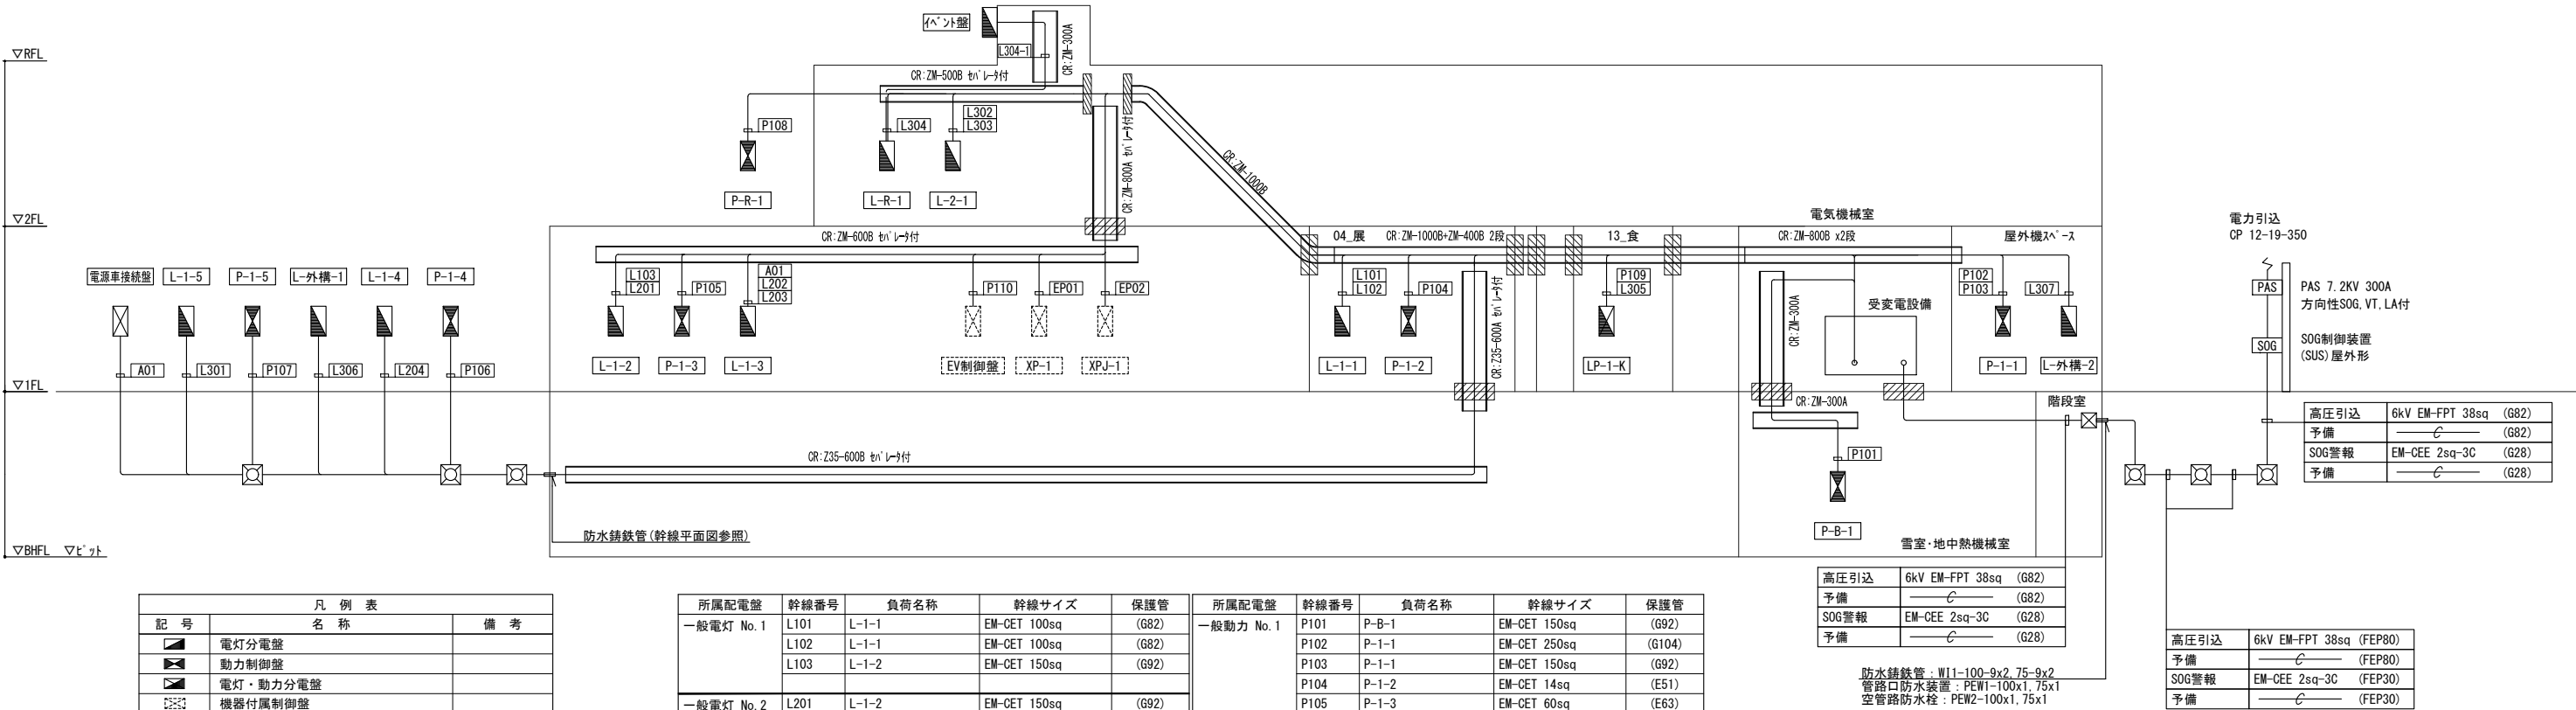 ▽RFL
▽2FL
▽1FL
▽BHFL ▽ピット
イベント盤
L304-1
CR:ZM-300A
CR:ZM-500B セパレータ付
P108
L304
L302
L303
P-R-1
L-R-1
L-2-1
CR:ZM-800A セパレータ付
CR:ZM-1000B
電気機械室
CR:ZM-600B セパレータ付
04_展
CR:ZM-1000B+ZM-400B 2段
13_食
CR:ZM-800B x2段
屋外機スペース
電源車接続盤
L-1-5
P-1-5
L-外構-1
L-1-4
P-1-4
L103
L201
P105
A01
L202
L203
P110
EP01
EP02
L101
L102
P104
CR:Z35-600A セパレータ付
P109
L305
CR:ZM-300A
受変電設備
P102
P103
L307
L-1-2
P-1-3
L-1-3
EV制御盤
XP-1
XPJ-1
L-1-1
P-1-2
LP-1-K
P-1-1
L-外構-2
A01
L301
P107
L306
L204
P106
CR:ZM-300A
階段室
CR:Z35-600B セパレータ付
P101
P-B-1
防水鋳鉄管(幹線平面図参照)
雪室・地中熱機械室
電力引込
CP 12-19-350
PAS
PAS 7.2KV 300A
方向性SOG,VT,LA付
SOG
SOG制御装置
(SUS)屋外形
高圧引込 6kV EM-FPT 38sq (G82)
予備 C (G82)
SOG警報 EM-CEE 2sq-3C (G28)
予備 C (G28)
高圧引込 6kV EM-FPT 38sq (G82)
予備 C (G82)
SOG警報 EM-CEE 2sq-3C (G28)
予備 C (G28)
高圧引込 6kV EM-FPT 38sq (FEP80)
予備 C (FEP80)
SOG警報 EM-CEE 2sq-3C (FEP30)
予備 C (FEP30)
防水鋳鉄管：WI1-100-9x2,75-9x2
管路口防水装置：PEW1-100x1,75x1
空管路防水栓：PEW2-100x1,75x1
凡 例 表
記 号 名 称 備 考
電灯分電盤
動力制御盤
電灯・動力分電盤
機器付属制御盤
所属配電盤 幹線番号 負荷名称 幹線サイズ 保護管
一般電灯 No.1 L101 L-1-1 EM-CET 100sq (G82)
L102 L-1-1 EM-CET 100sq (G82)
L103 L-1-2 EM-CET 150sq (G92)
一般電灯 No.2 L201 L-1-2 EM-CET 150sq (G92)
所属配電盤 幹線番号 負荷名称 幹線サイズ 保護管
一般動力 No.1 P101 P-B-1 EM-CET 150sq (G92)
P102 P-1-1 EM-CET 250sq (G104)
P103 P-1-1 EM-CET 150sq (G92)
P104 P-1-2 EM-CET 14sq (E51)
P105 P-1-3 EM-CET 60sq (E63)